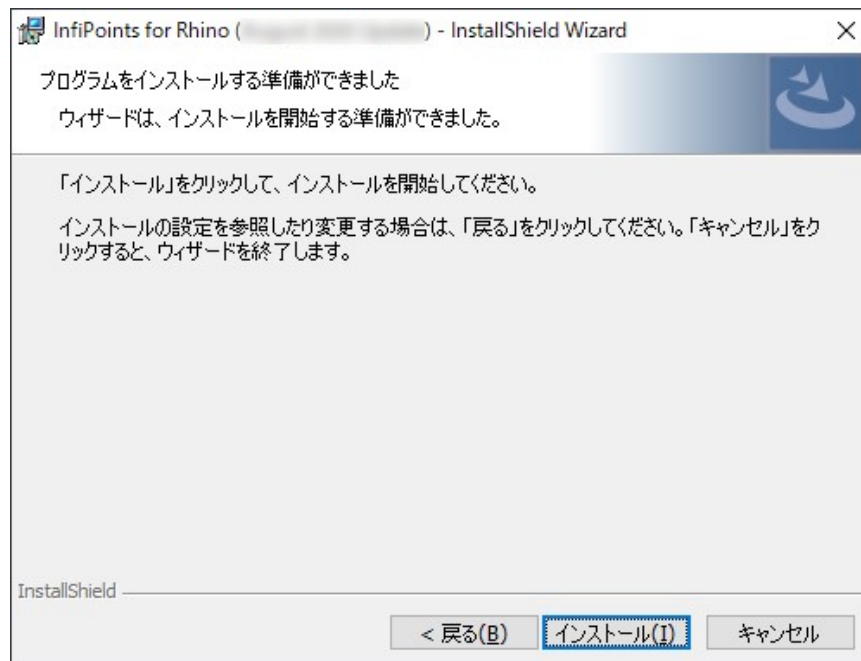 InfiPoints for Rhino ( ) - InstallShield Wizard
プログラムをインストールする準備ができました
ウィザードは、インストールを開始する準備ができました。
「インストール」をクリックして、インストールを開始してください。
インストールの設定を参照したり変更する場合は、「戻る」をクリックしてください。「キャンセル」をク
リックすると、ウィザードを終了します。
InstallShield
< 戻る(B) インストール(I) キャンセル